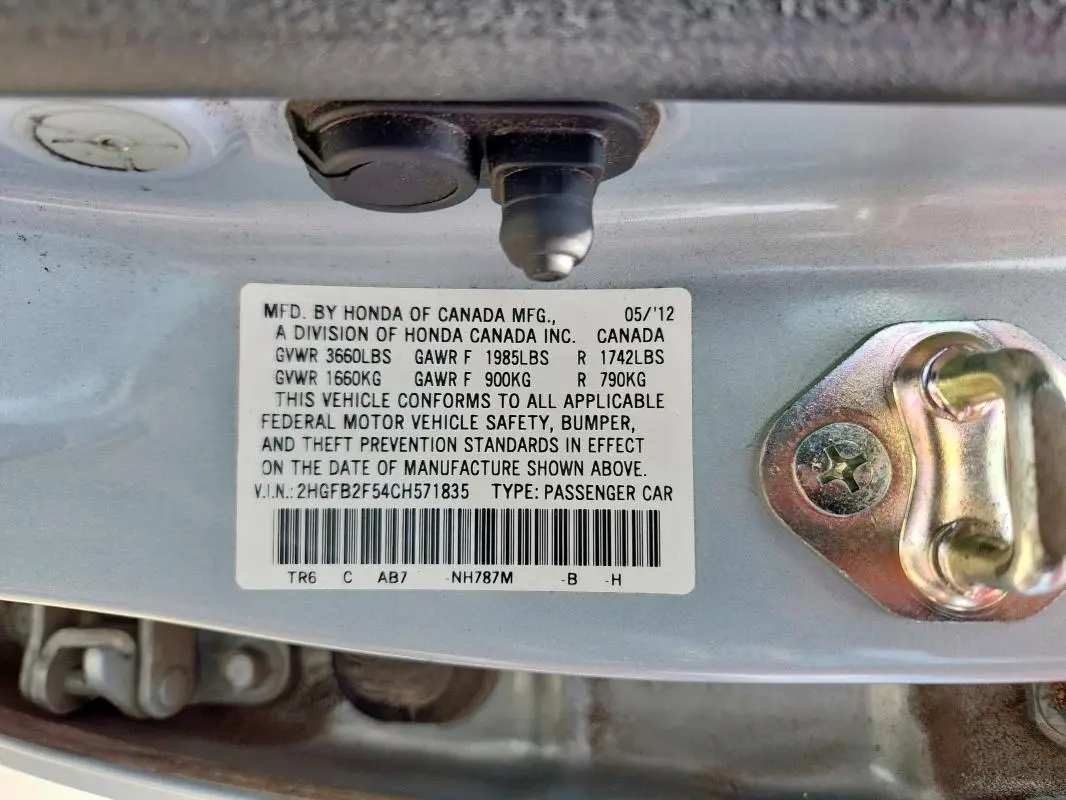 MFD. BY HONDA OF CANADA MFG., 05/'12
A DIVISION OF HONDA CANADA INC. CANADA
GVWR 3660LBS GAWR F 1985LBS R 1742LBS
GVWR 1660KG GAWR F 900KG R 790KG
THIS VEHICLE CONFORMS TO ALL APPLICABLE
FEDERAL MOTOR VEHICLE SAFETY, BUMPER,
AND THEFT PREVENTION STANDARDS IN EFFECT
ON THE DATE OF MANUFACTURE SHOWN ABOVE.
V.I.N.: 2HGFB2F54CH571835 TYPE: PASSENGER CAR
TR6 C AB7 -NH787M -B -H